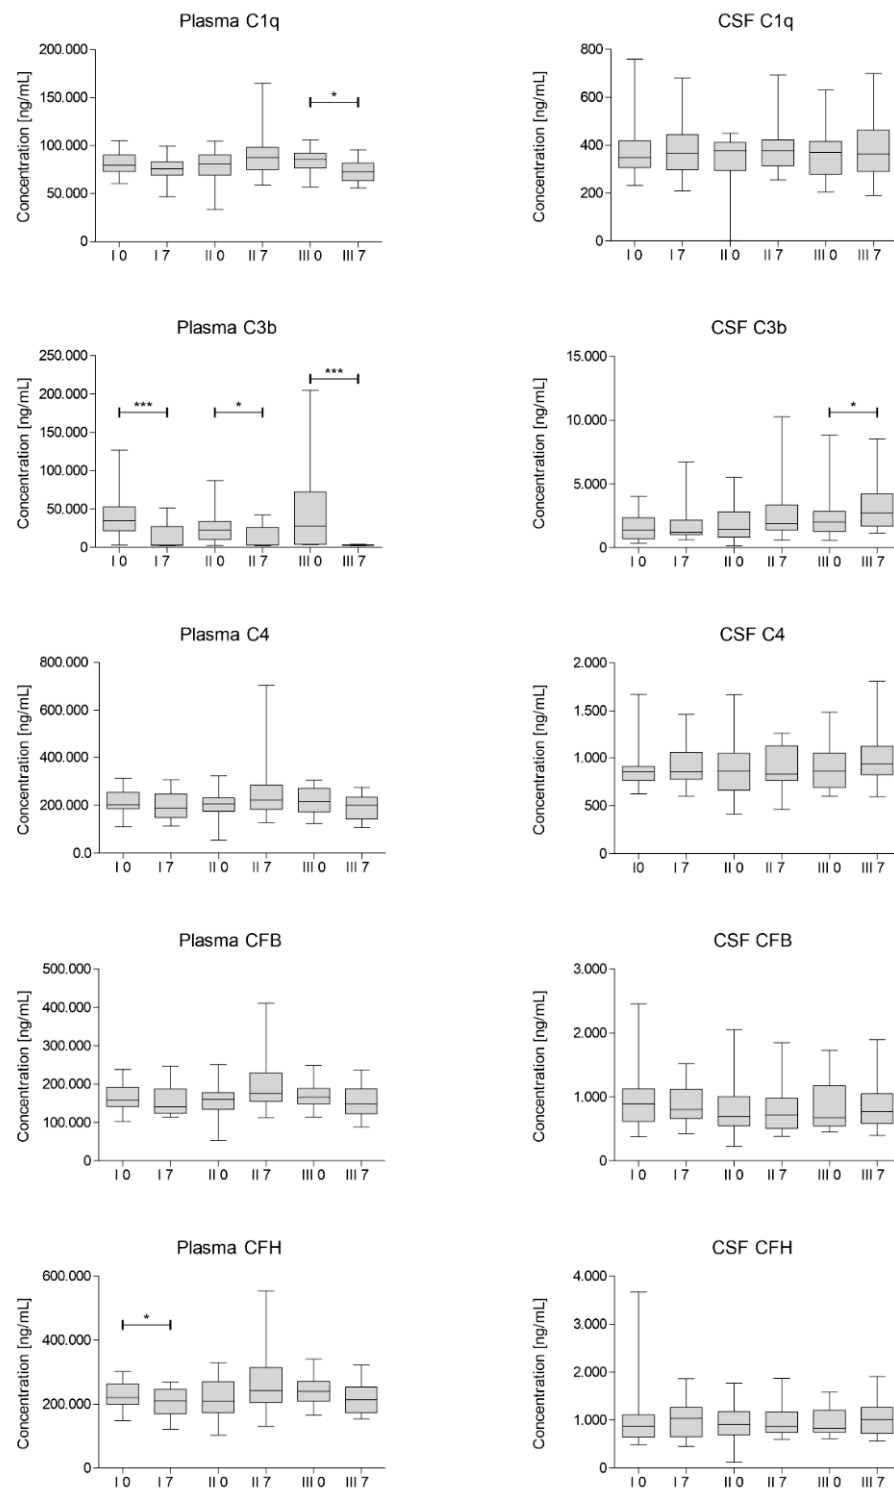 Plasma C1q
Concentration [ng/mL]
200.000
150.000
100.000
50.000
0
*
I 0 I 7 II 0 II 7 III 0 III 7
CSF C1q
Concentration [ng/mL]
800
600
400
200
0
I 0 I 7 II 0 II 7 III 0 III 7
Plasma C3b
Concentration [ng/mL]
250.000
200.000
150.000
100.000
50.000
0
*** * ***
I 0 I 7 II 0 II 7 III 0 III 7
CSF C3b
Concentration [ng/mL]
15.000
10.000
5.000
0
*
I 0 I 7 II 0 II 7 III 0 III 7
Plasma C4
Concentration [ng/mL]
800.000
600.000
400.000
200.000
0.0
I 0 I 7 II 0 II 7 III 0 III 7
CSF C4
Concentration [ng/mL]
2.000
1.500
1.000
500
0
I0 I 7 II 0 II 7 III 0 III 7
Plasma CFB
Concentration [ng/mL]
500.000
400.000
300.000
200.000
100.000
0
I 0 I 7 II 0 II 7 III 0 III 7
CSF CFB
Concentration [ng/mL]
3.000
2.000
1.000
0
I 0 I 7 II 0 II 7 III 0 III 7
Plasma CFH
Concentration [ng/mL]
600.000
400.000
200.000
0
*
I 0 I 7 II 0 II 7 III 0 III 7
CSF CFH
Concentration [ng/mL]
4.000
3.000
2.000
1.000
0
I 0 I 7 II 0 II 7 III 0 III 7